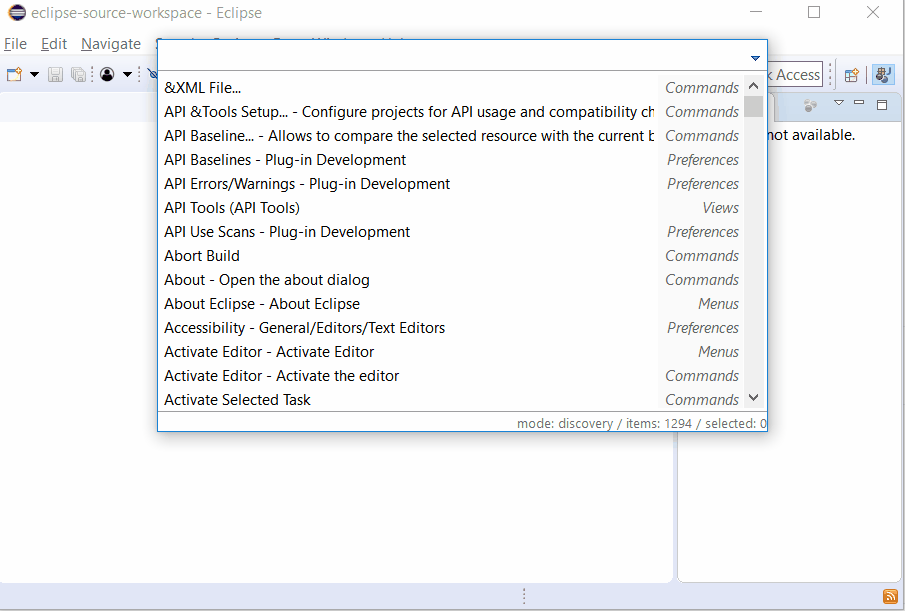 eclipse-source-workspace - Eclipse
File Edit Navigate
Access
&XML File... Commands
API &Tools Setup... - Configure projects for API usage and compatibility ch Commands
API Baseline... - Allows to compare the selected resource with the current b Commands
not available.
API Baselines - Plug-in Development Preferences
API Errors/Warnings - Plug-in Development Preferences
API Tools (API Tools) Views
API Use Scans - Plug-in Development Preferences
Abort Build Commands
About - Open the about dialog Commands
About Eclipse - About Eclipse Menus
Accessibility - General/Editors/Text Editors Preferences
Activate Editor - Activate Editor Menus
Activate Editor - Activate the editor Commands
Activate Selected Task Commands
mode: discovery / items: 1294 / selected: 0